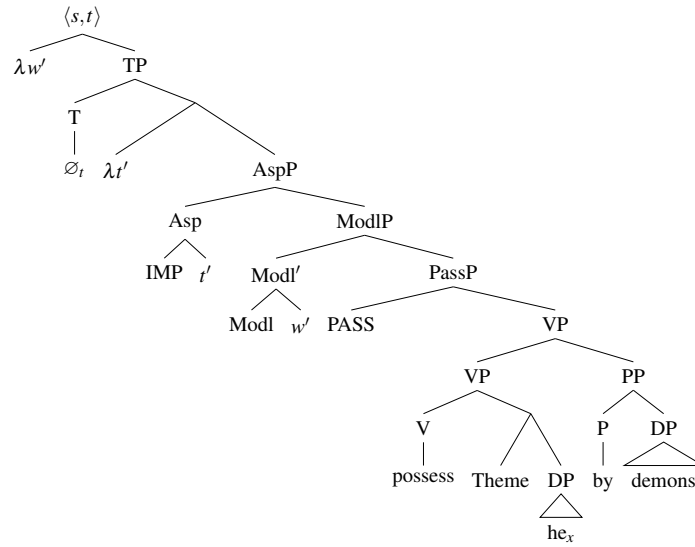 ⟨s,t⟩
λw′ TP
T
∅ₜ λt′ AspP
Asp ModlP
IMP t′ Modl′ PassP
Modl w′ PASS VP
VP PP
V P DP
possess Theme DP by demons
heₓ